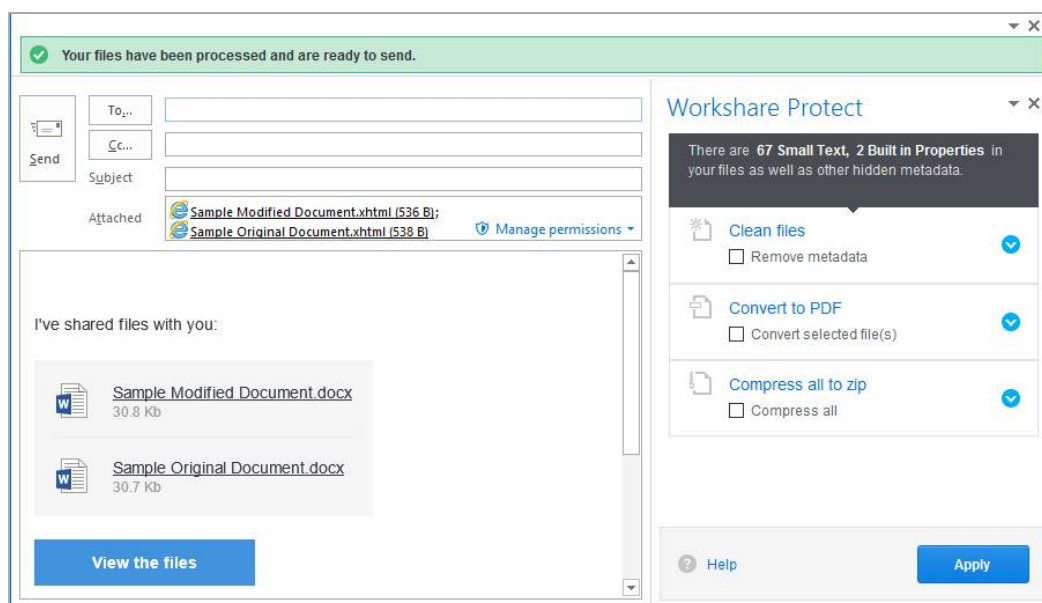 Your files have been processed and are ready to send.
Send
To...
Cc...
Subject
Attached
Sample Modified Document.xhtml (536 B);
Sample Original Document.xhtml (538 B)
Manage permissions
I've shared files with you:
Sample Modified Document.docx
30.8 Kb
Sample Original Document.docx
30.7 Kb
View the files
Workshare Protect
There are 67 Small Text, 2 Built in Properties in
your files as well as other hidden metadata.
Clean files
Remove metadata
Convert to PDF
Convert selected file(s)
Compress all to zip
Compress all
Help
Apply